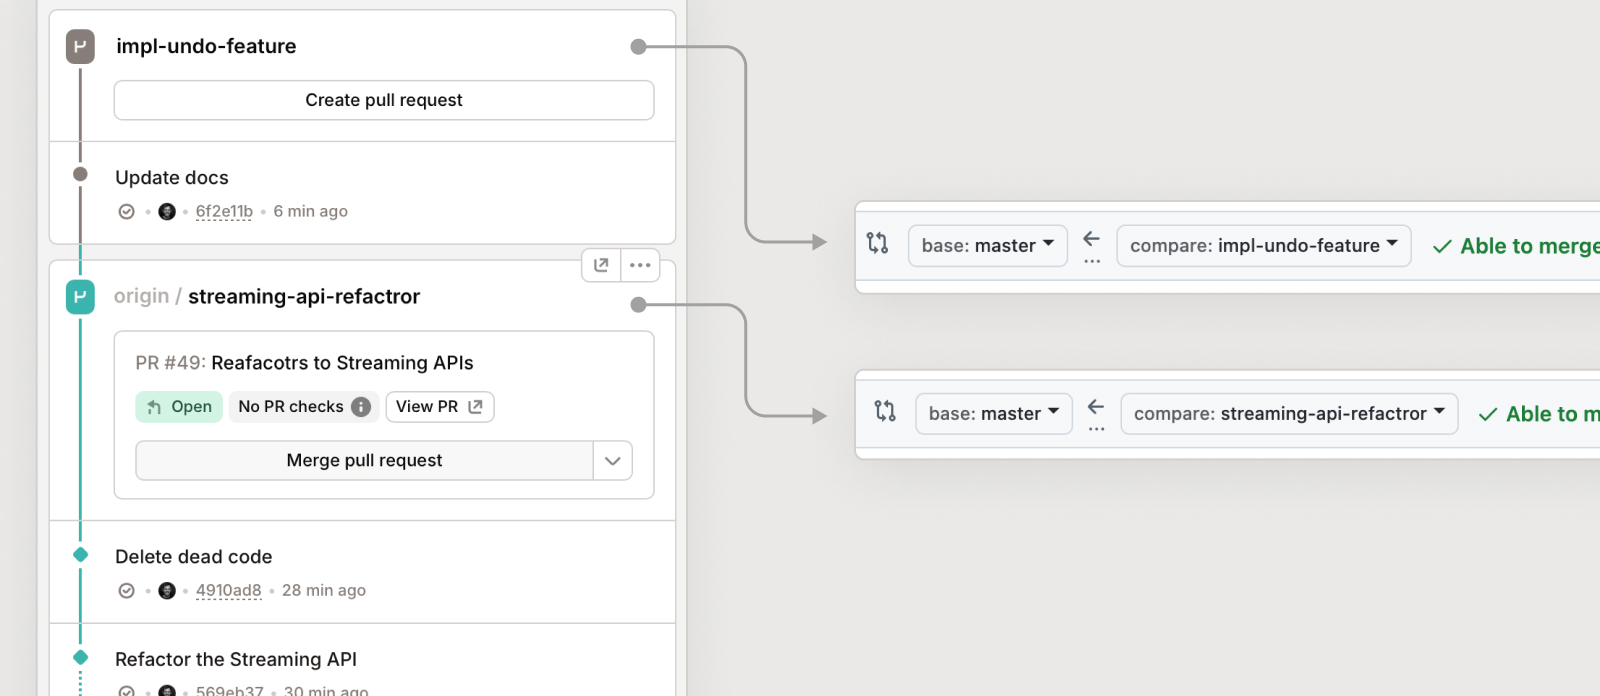 impl-undo-feature
Create pull request
Update docs
6f2e11b • 6 min ago
origin / streaming-api-refactror
PR #49: Reafacotrs to Streaming APIs
Open No PR checks View PR
Merge pull request
Delete dead code
4910ad8 • 28 min ago
Refactor the Streaming API
569eb37 • 30 min ago
base: master compare: impl-undo-feature Able to merge
base: master compare: streaming-api-refactror Able to m